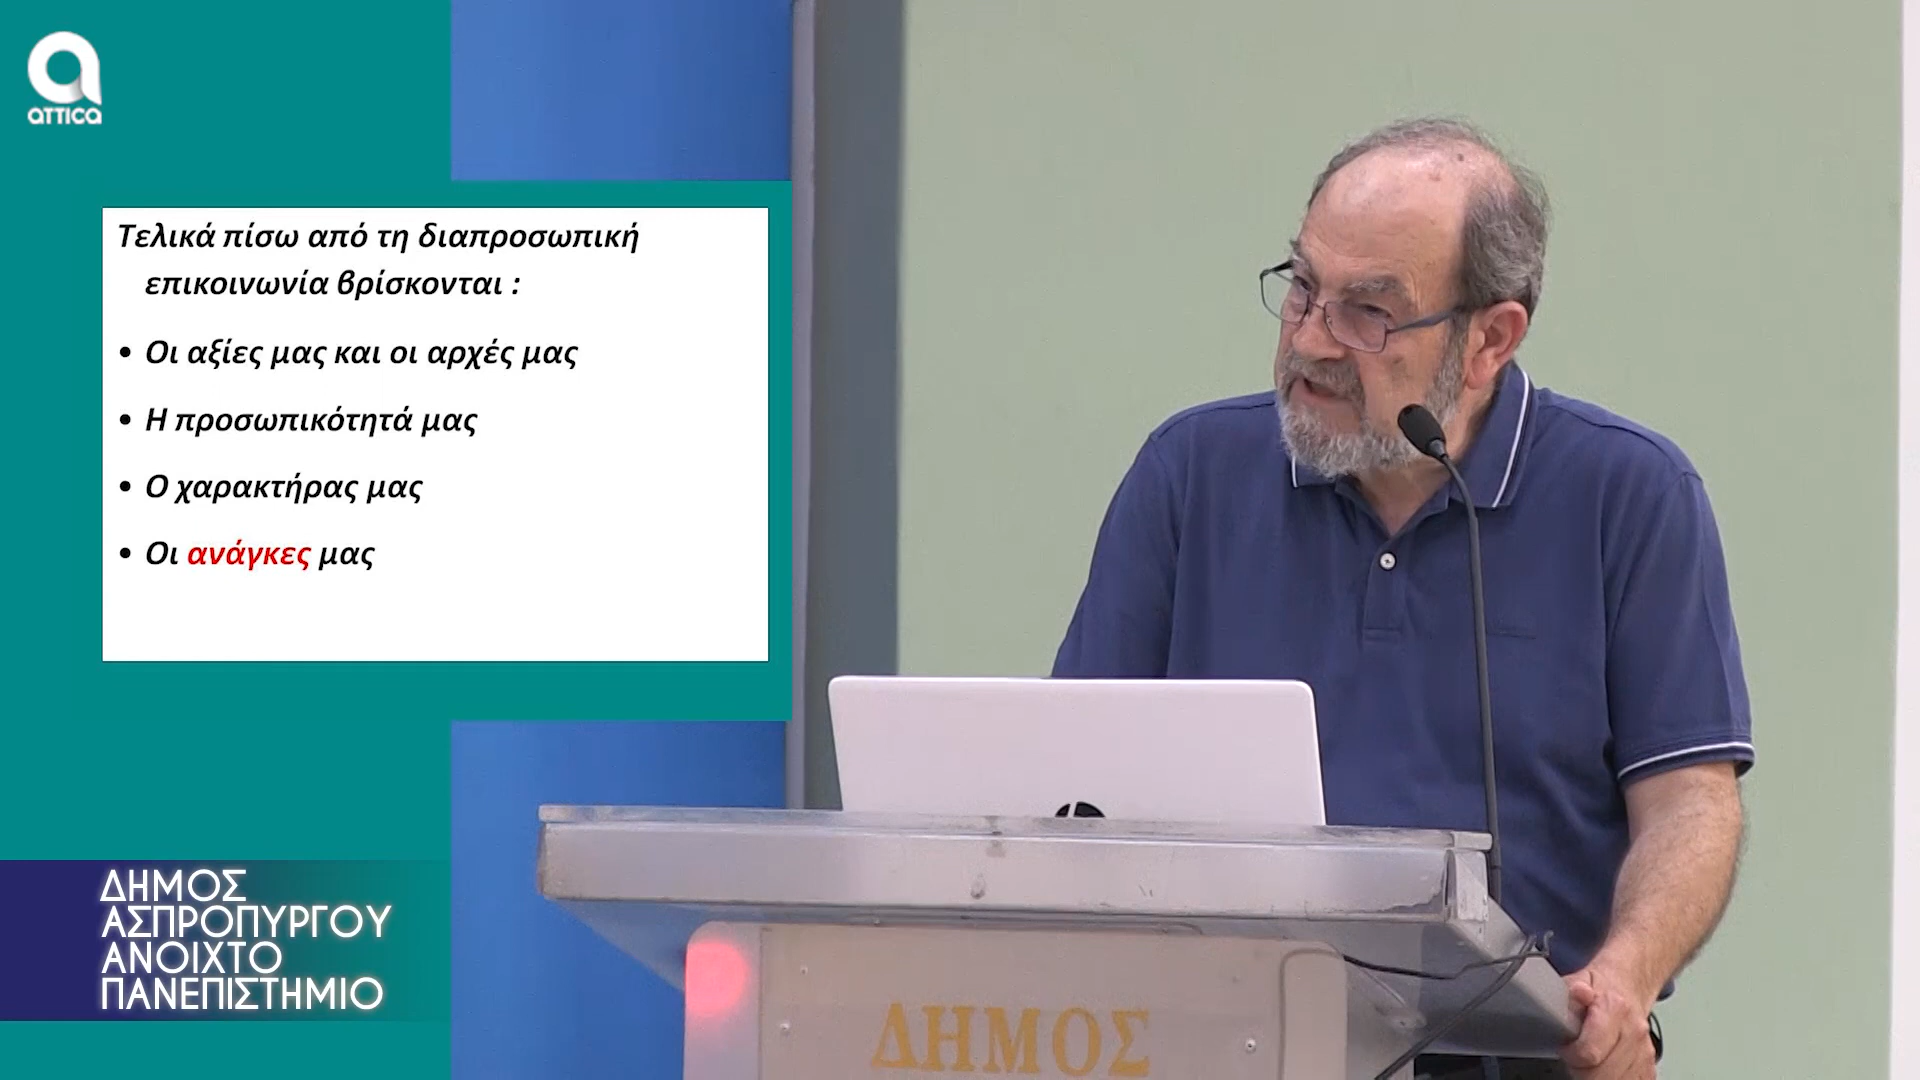 αττιca
Τελικά πίσω από τη διαπροσωπική
επικοινωνία βρίσκονται :
• Οι αξίες μας και οι αρχές μας
• Η προσωπικότητά μας
• Ο χαρακτήρας μας
• Οι ανάγκες μας
ΔΗΜΟΣ
ΑΣΠΡΟΠΥΡΓΟΥ
ΑΝΟΙΧΤΟ
ΠΑΝΕΠΙΣΤΗΜΙΟ
ΔΗΜΟΣ